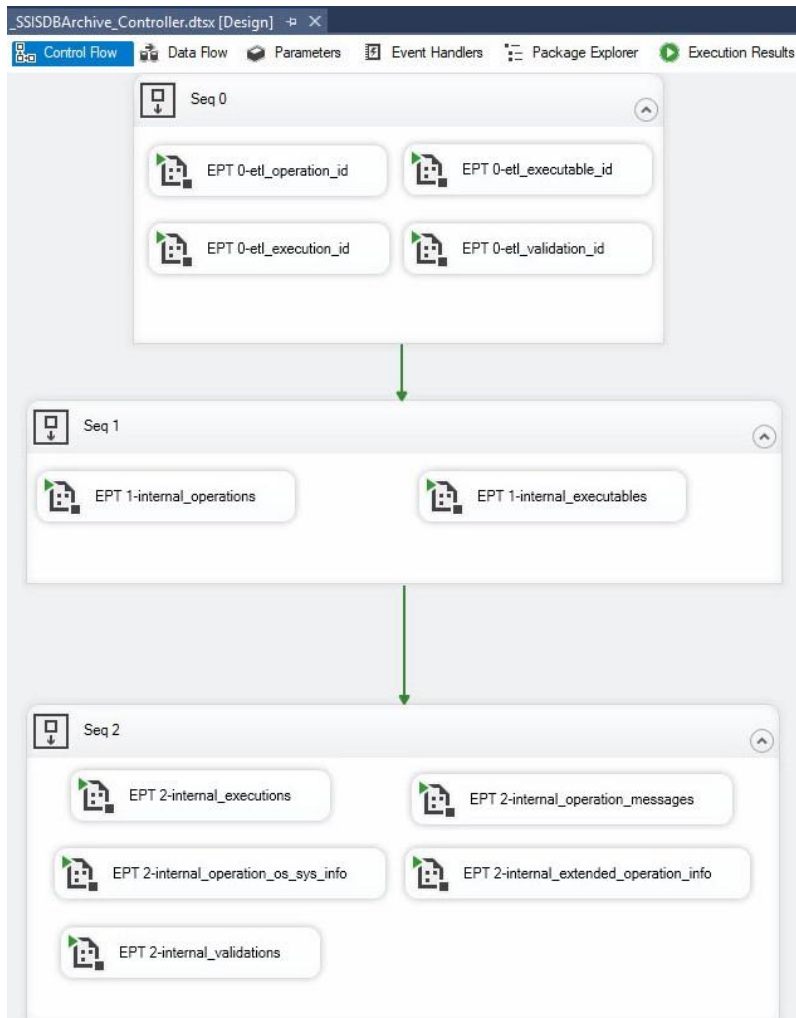 _SSISDBArchive_Controller.dtsx [Design]
Control Flow Data Flow Parameters Event Handlers Package Explorer Execution Results
Seq 0
EPT 0-etl_operation_id EPT 0-etl_executable_id
EPT 0-etl_execution_id EPT 0-etl_validation_id
Seq 1
EPT 1-internal_operations EPT 1-internal_executables
Seq 2
EPT 2-internal_executions EPT 2-internal_operation_messages
EPT 2-internal_operation_os_sys_info EPT 2-internal_extended_operation_info
EPT 2-internal_validations